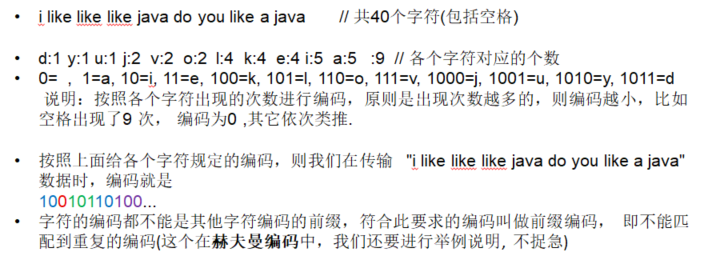 • i like like like java do you like a java // 共40个字符(包括空格)
• d:1 y:1 u:1 j:2 v:2 o:2 l:4 k:4 e:4 i:5 a:5 :9 // 各个字符对应的个数
• 0= , 1=a, 10=i, 11=e, 100=k, 101=l, 110=o, 111=v, 1000=j, 1001=u, 1010=y, 1011=d
说明：按照各个字符出现的次数进行编码，原则是出现次数越多的，则编码越小，比如
空格出现了9 次， 编码为0 ,其它依次类推.
• 按照上面给各个字符规定的编码，则我们在传输 "i like like like java do you like a java"
数据时，编码就是
10010110100...
• 字符的编码都不能是其他字符编码的前缀，符合此要求的编码叫做前缀编码， 即不能匹
配到重复的编码(这个在赫夫曼编码中，我们还要进行举例说明, 不捉急)